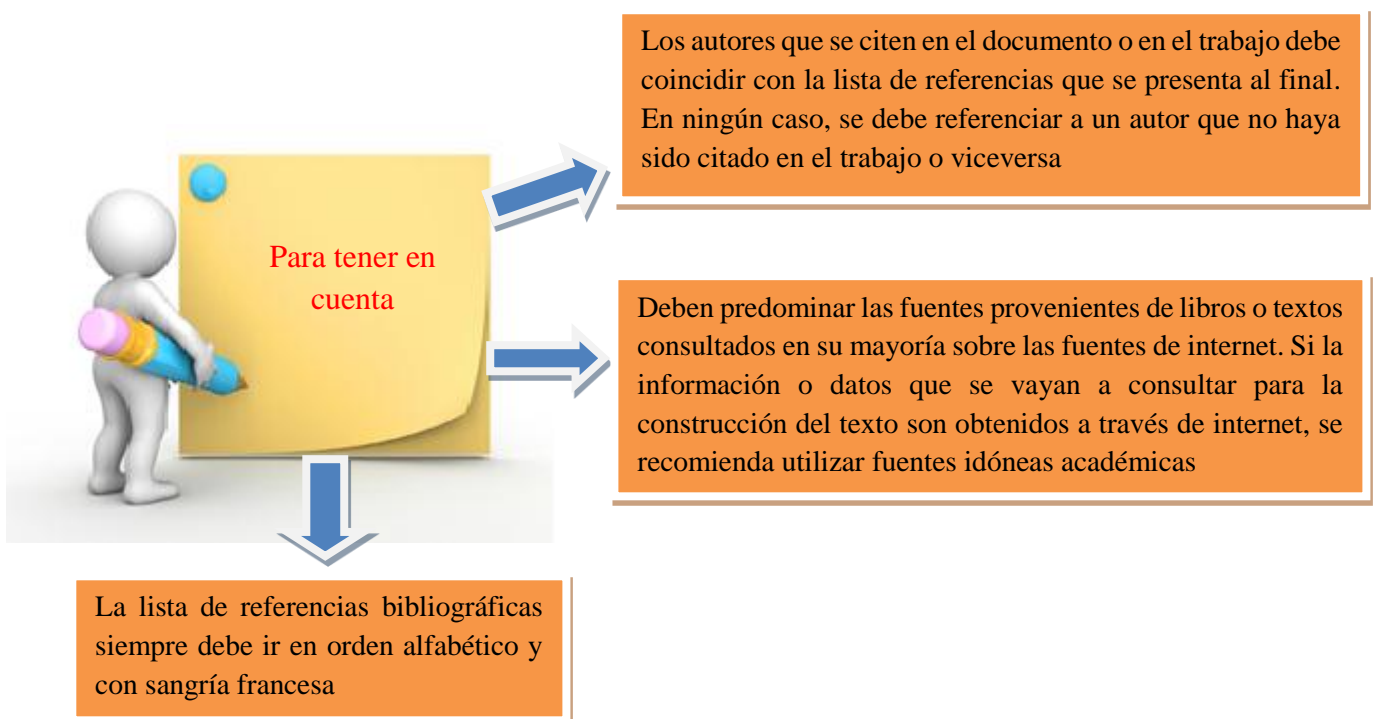 Los autores que se citen en el documento o en el trabajo debe
coincidir con la lista de referencias que se presenta al final.
En ningún caso, se debe referenciar a un autor que no haya
sido citado en el trabajo o viceversa
Para tener en
cuenta
Deben predominar las fuentes provenientes de libros o textos
consultados en su mayoría sobre las fuentes de internet. Si la
información o datos que se vayan a consultar para la
construcción del texto son obtenidos a través de internet, se
recomienda utilizar fuentes idóneas académicas
La lista de referencias bibliográficas
siempre debe ir en orden alfabético y
con sangría francesa